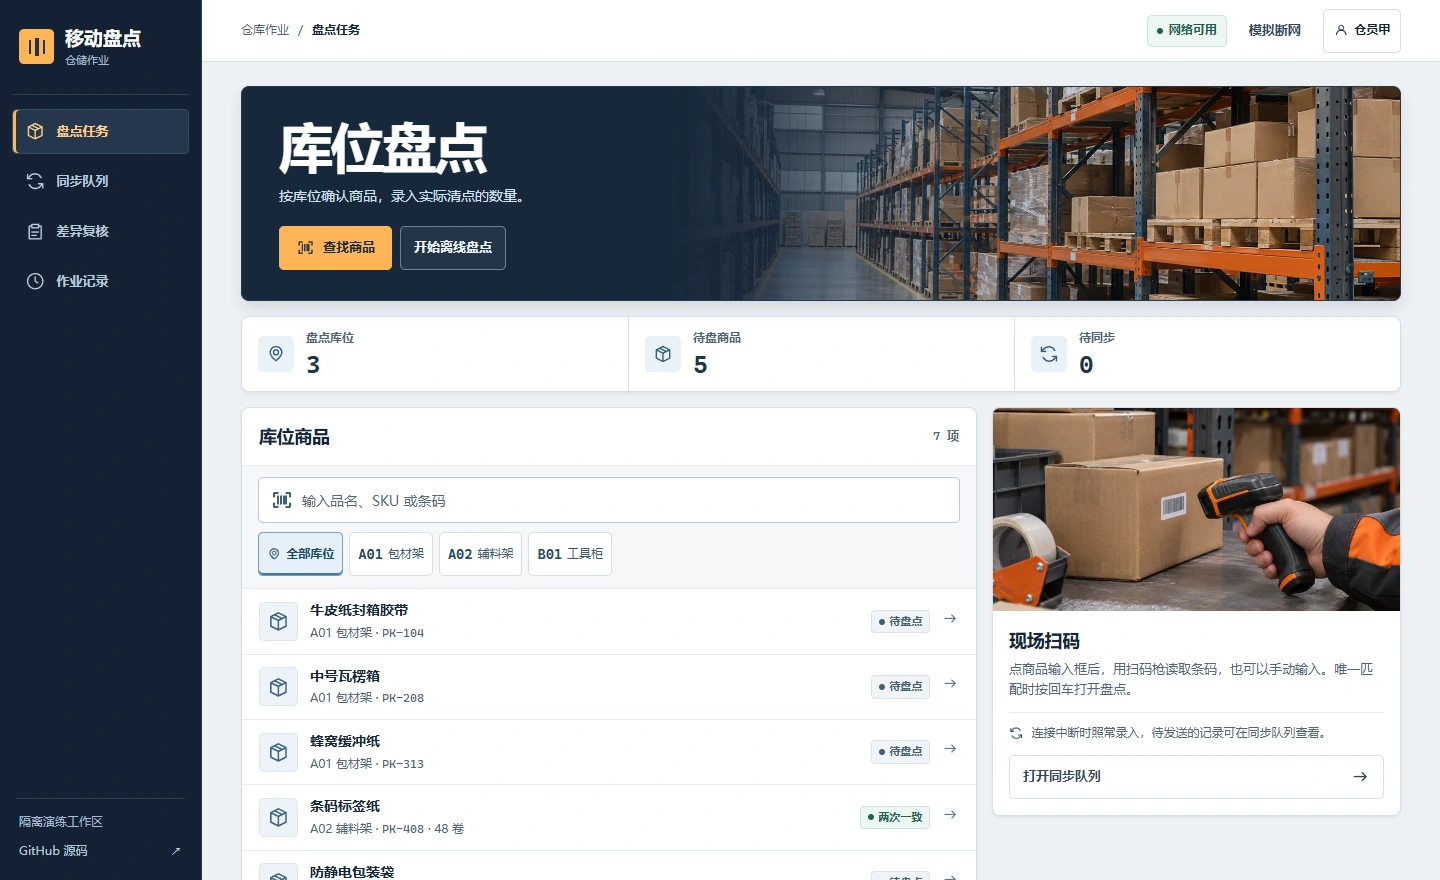 移动盘点
仓储作业
盘点任务
同步队列
差异复核
作业记录
隔离演练工作区
GitHub 源码
仓库作业 / 盘点任务
网络可用
模拟断网
仓员甲
库位盘点
按库位确认商品，录入实际清点的数量。
查找商品
开始离线盘点
盘点库位
3
待盘商品
5
待同步
0
库位商品
7 项
输入品名、SKU 或条码
全部库位
A01 包材架
A02 辅料架
B01 工具柜
牛皮纸封箱胶带
A01 包材架 · PK-104
待盘点
中号瓦楞箱
A01 包材架 · PK-208
待盘点
蜂窝缓冲纸
A01 包材架 · PK-313
待盘点
条码标签纸
A02 辅料架 · PK-408 · 48 卷
两次一致
防静电包装袋
待盘点
现场扫码
点商品输入框后，用扫码枪读取条码，也可以手动输入。唯一匹
配时按回车打开盘点。
连接中断时照常录入，待发送的记录可在同步队列查看。
打开同步队列